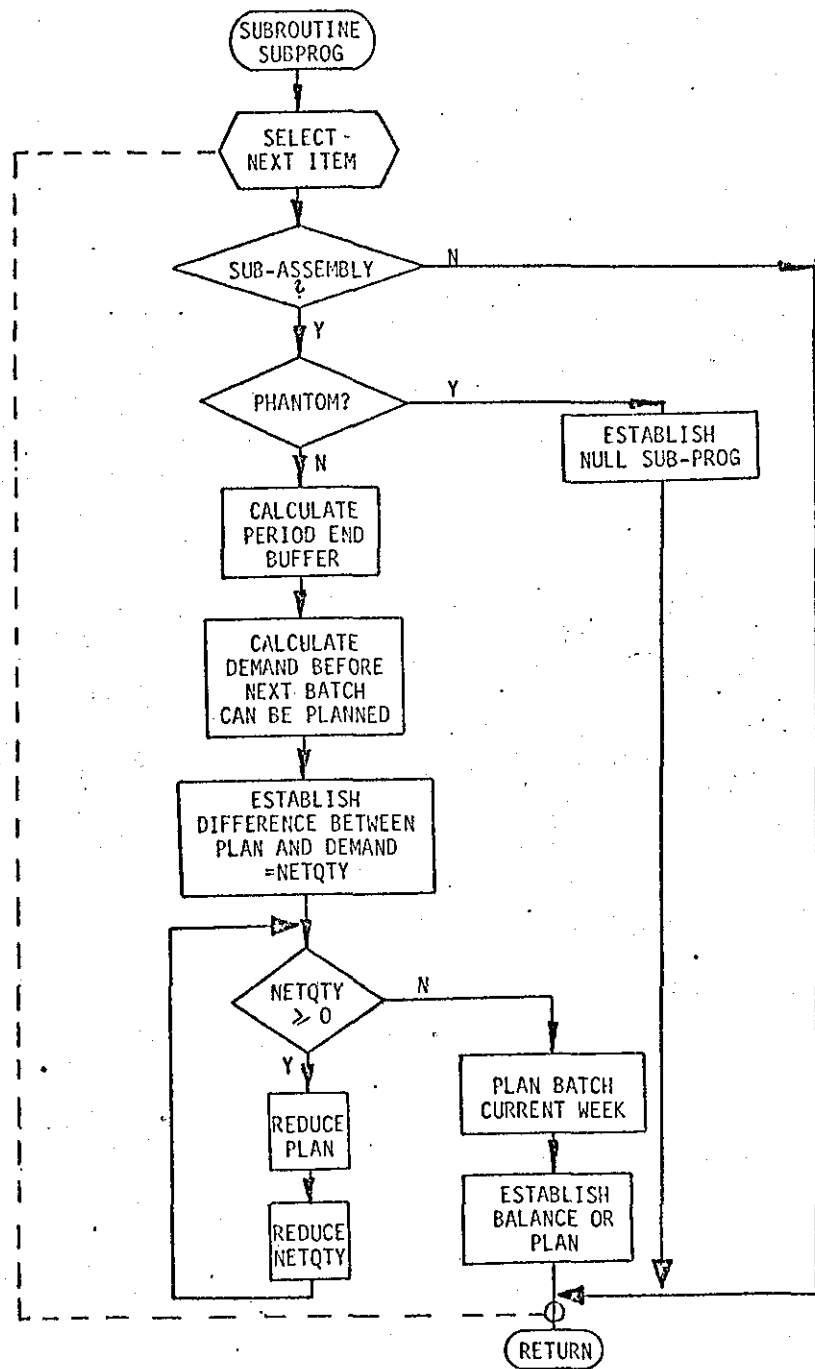 SUBROUTINE
SUBPROG
SELECT -
NEXT ITEM
SUB-ASSEMBLY
?
N
Y
PHANTOM?
Y
N
ESTABLISH
NULL SUB-PROG
CALCULATE
PERIOD END
BUFFER
CALCULATE
DEMAND BEFORE
NEXT BATCH
CAN BE PLANNED
ESTABLISH
DIFFERENCE BETWEEN
PLAN AND DEMAND
=NETQTY
NETQTY
⩾ 0
N
Y
PLAN BATCH
CURRENT WEEK
REDUCE
PLAN
ESTABLISH
BALANCE OR
PLAN
REDUCE
NETQTY
RETURN